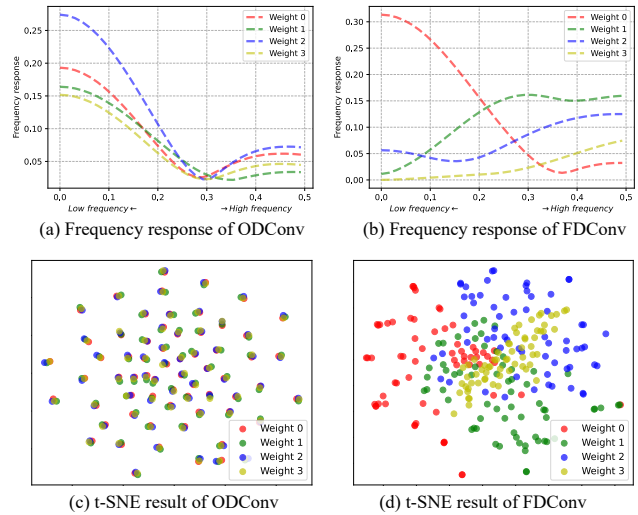 Frequency response
0,25
0,20
0,15
0,10
0,05
0,0
0,1
0,2
0,3
0,4
0,5
Low frequency ←
→ High frequency
Weight 0
Weight 1
Weight 2
Weight 3
(a) Frequency response of ODConv
Frequency response
0,30
0,25
0,20
0,15
0,10
0,05
0,00
0,0
0,1
0,2
0,3
0,4
0,5
Low frequency ←
→ High frequency
Weight 0
Weight 1
Weight 2
Weight 3
(b) Frequency response of FDConv
Weight 0
Weight 1
Weight 2
Weight 3
(c) t-SNE result of ODConv
Weight 0
Weight 1
Weight 2
Weight 3
(d) t-SNE result of FDConv